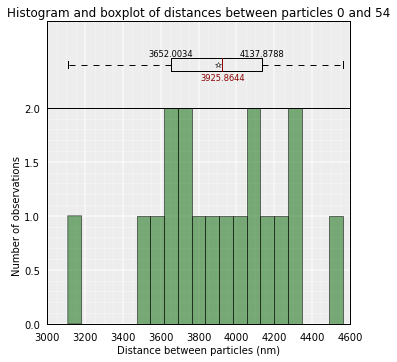 Histogram and boxplot of distances between particles 0 and 54
3652.0034
4137.8788
3925.8644
2.0
1.5
1.0
0.5
0.0
Number of observations
3000 3200 3400 3600 3800 4000 4200 4400 4600
Distance between particles (nm)